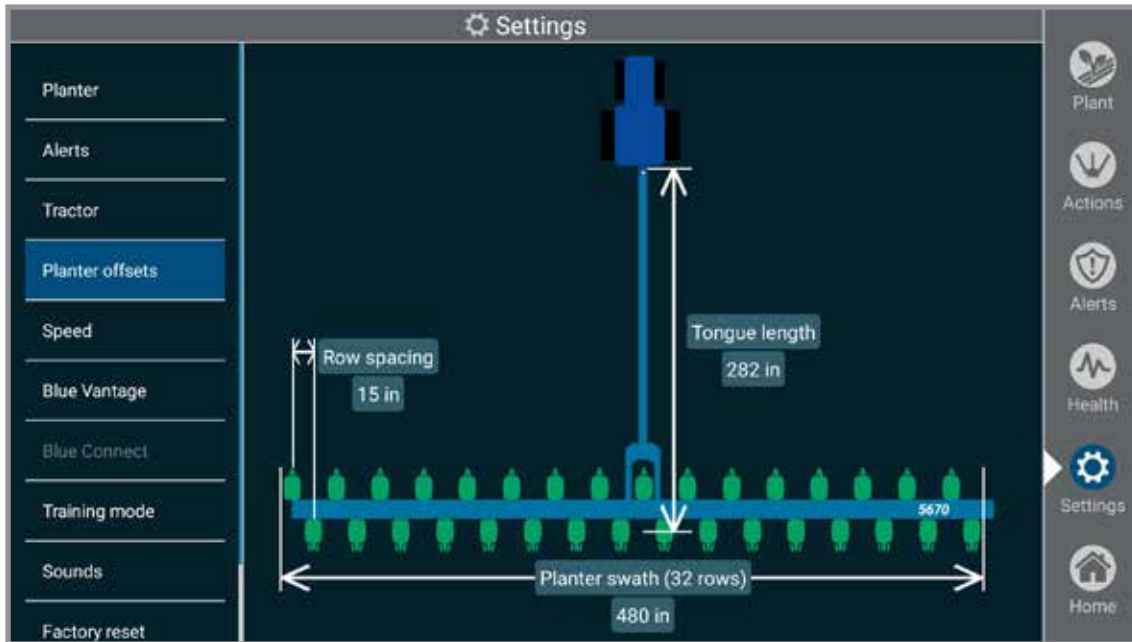 Settings
Planter
Alerts
Tractor
Planter offsets
Speed
Blue Vantage
Blue Connect
Training mode
Sounds
Factory reset
Row spacing
15 in
Tongue length
282 in
5670
Planter swath (32 rows)
480 in
Plant
Actions
Alerts
Health
Settings
Home